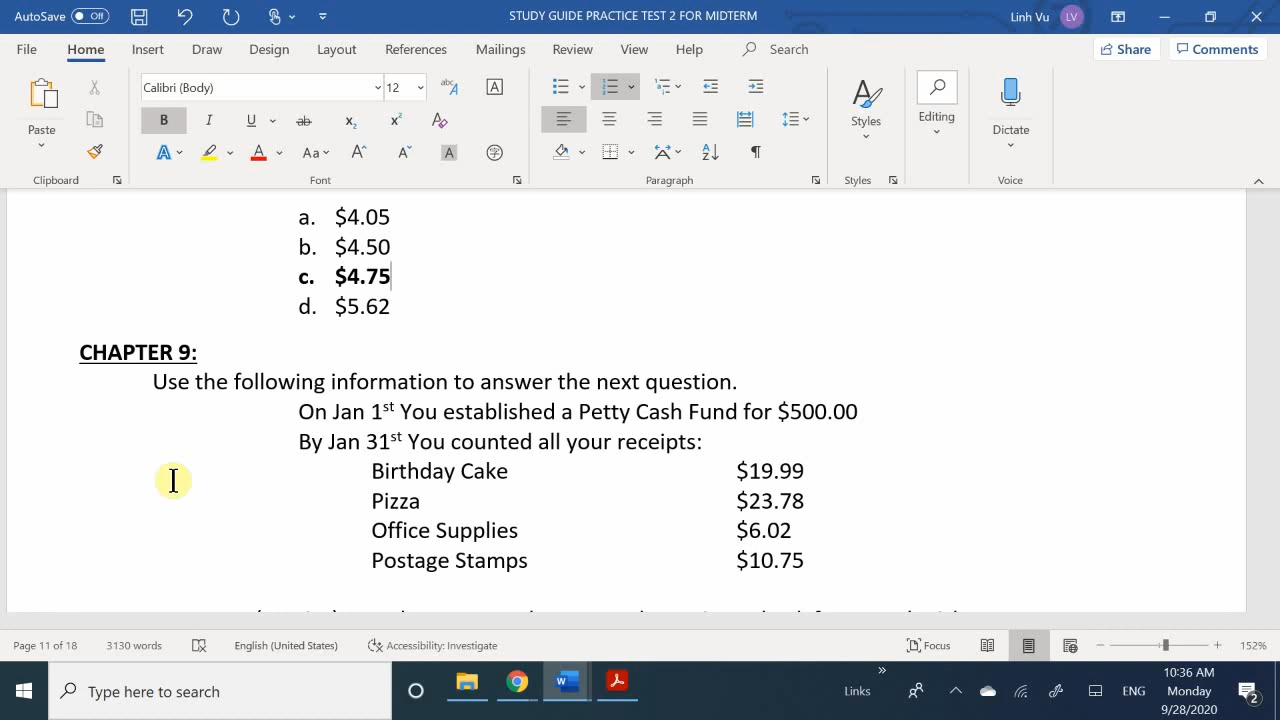 AutoSave Off STUDY GUIDE PRACTICE TEST 2 FOR MIDTERM Linh Vu LV
File Home Insert Draw Design Layout References Mailings Review View Help Search Share Comments
Calibri (Body) 12
Paste Styles Editing Dictate
Clipboard Font Paragraph Styles Voice
a. $4.05
b. $4.50
c. $4.75
d. $5.62
CHAPTER 9:
Use the following information to answer the next question.
On Jan 1st You established a Petty Cash Fund for $500.00
By Jan 31st You counted all your receipts:
Birthday Cake $19.99
Pizza $23.78
Office Supplies $6.02
Postage Stamps $10.75
Page 11 of 18 3130 words English (United States) Accessibility: Investigate Focus 152%
Type here to search Links ENG 10:36 AM
Monday
9/28/2020 2